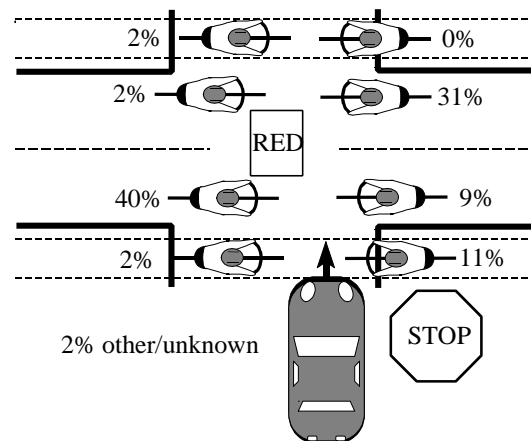 2% 0%
2% 31%
RED
40% 9%
2% 11%
STOP
2% other/unknown